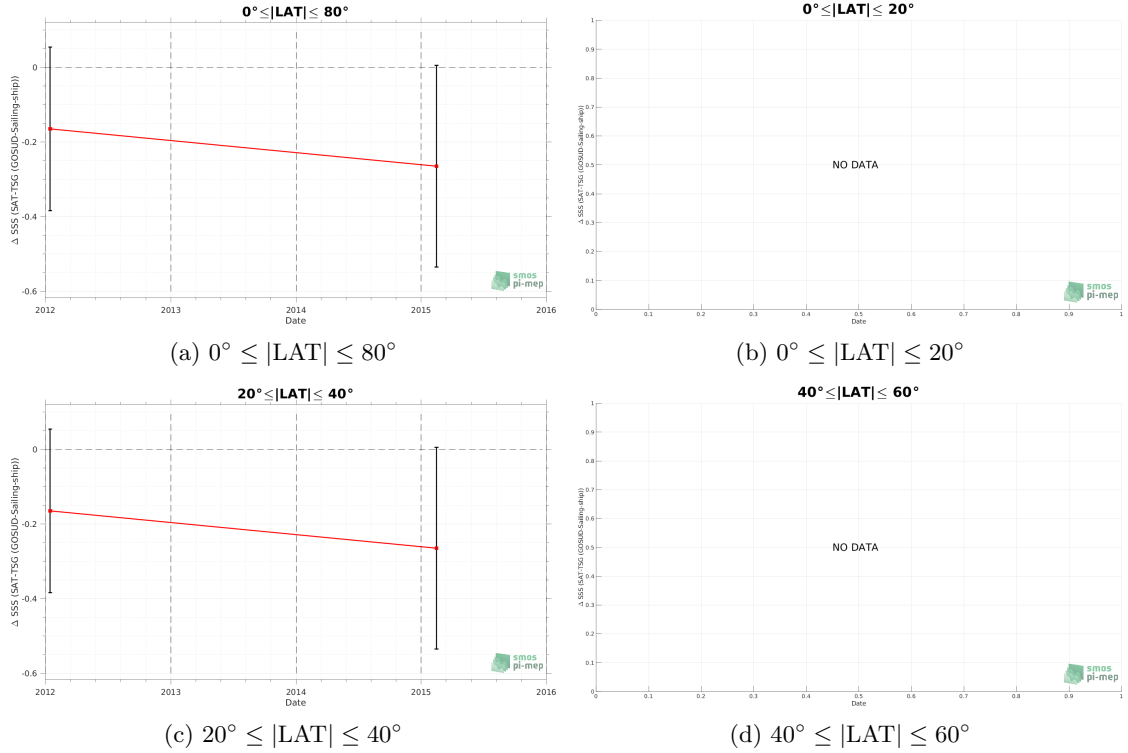 0°≤|LAT|≤ 80°
Δ SSS (SAT-TSG (GOSUD-Sailing-ship))
0
-0.2
-0.4
-0.6
2012 2013 2014 2015 2016
Date
smos
pi-mep
(a) 0° ≤ |LAT| ≤ 80°
0°≤|LAT|≤ 20°
Δ SSS (SAT-TSG (GOSUD-Sailing-ship))
1
0.9
0.8
0.7
0.6
0.5
0.4
0.3
0.2
0.1
0
NO DATA
0 0.1 0.2 0.3 0.4 0.5 0.6 0.7 0.8 0.9 1
Date
smos
pi-mep
(b) 0° ≤ |LAT| ≤ 20°
20°≤|LAT|≤ 40°
Δ SSS (SAT-TSG (GOSUD-Sailing-ship))
0
-0.2
-0.4
-0.6
2012 2013 2014 2015 2016
Date
smos
pi-mep
(c) 20° ≤ |LAT| ≤ 40°
40°≤|LAT|≤ 60°
Δ SSS (SAT-TSG (GOSUD-Sailing-ship))
1
0.9
0.8
0.7
0.6
0.5
0.4
0.3
0.2
0.1
0
NO DATA
0 0.1 0.2 0.3 0.4 0.5 0.6 0.7 0.8 0.9 1
Date
smos
pi-mep
(d) 40° ≤ |LAT| ≤ 60°